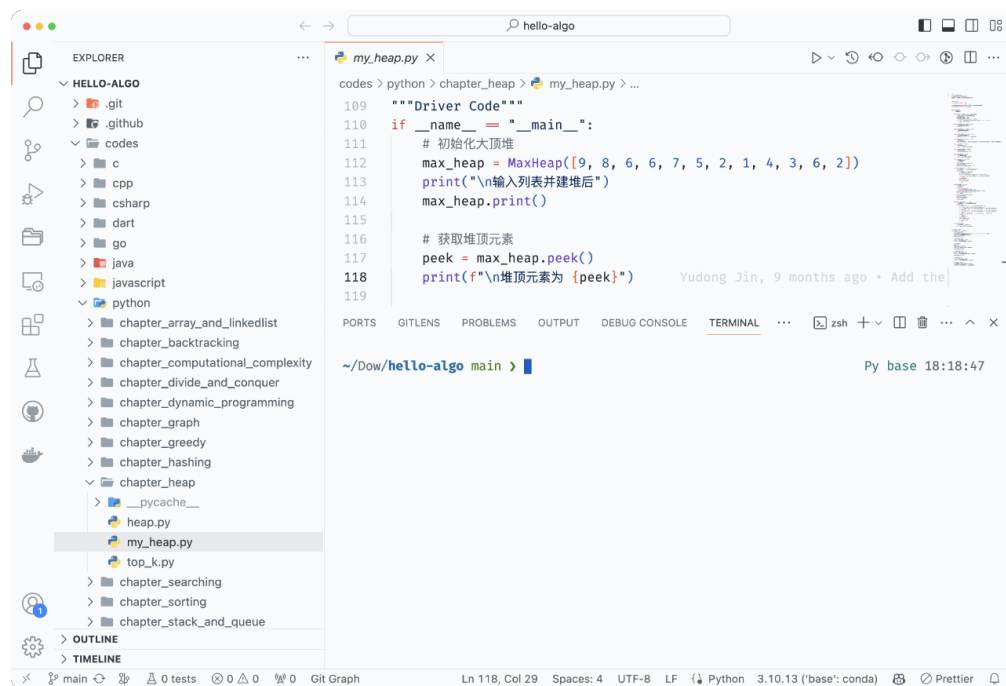 hello-algo
EXPLORER
HELLO-ALGO
.git
.github
codes
c
cpp
csharp
dart
go
java
javascript
python
chapter_array_and_linkedlist
chapter_backtracking
chapter_computational_complexity
chapter_divide_and_conquer
chapter_dynamic_programming
chapter_graph
chapter_greedy
chapter_hashing
chapter_heap
__pycache__
heap.py
my_heap.py
top_k.py
chapter_searching
chapter_sorting
chapter_stack_and_queue
OUTLINE
TIMELINE
1
my_heap.py
codes > python > chapter_heap > my_heap.py > ...
109 """Driver Code"""
110 if __name__ == "__main__":
111 # 初始化大顶堆
112 max_heap = MaxHeap([9, 8, 6, 6, 7, 5, 2, 1, 4, 3, 6, 2])
113 print("\n输入列表并建堆后")
114 max_heap.print()
115
116 # 获取堆顶元素
117 peek = max_heap.peek()
118 print(f"\n堆顶元素为 {peek}") Yudong Jin, 9 months ago • Add the
119
PORTS GITLENS PROBLEMS OUTPUT DEBUG CONSOLE TERMINAL ... zsh
~/Dow/hello-algo main ❯ Py base 18:18:47
main 0 tests 0 0 0 Git Graph Ln 118, Col 29 Spaces: 4 UTF-8 LF Python 3.10.13 ('base': conda) Prettier